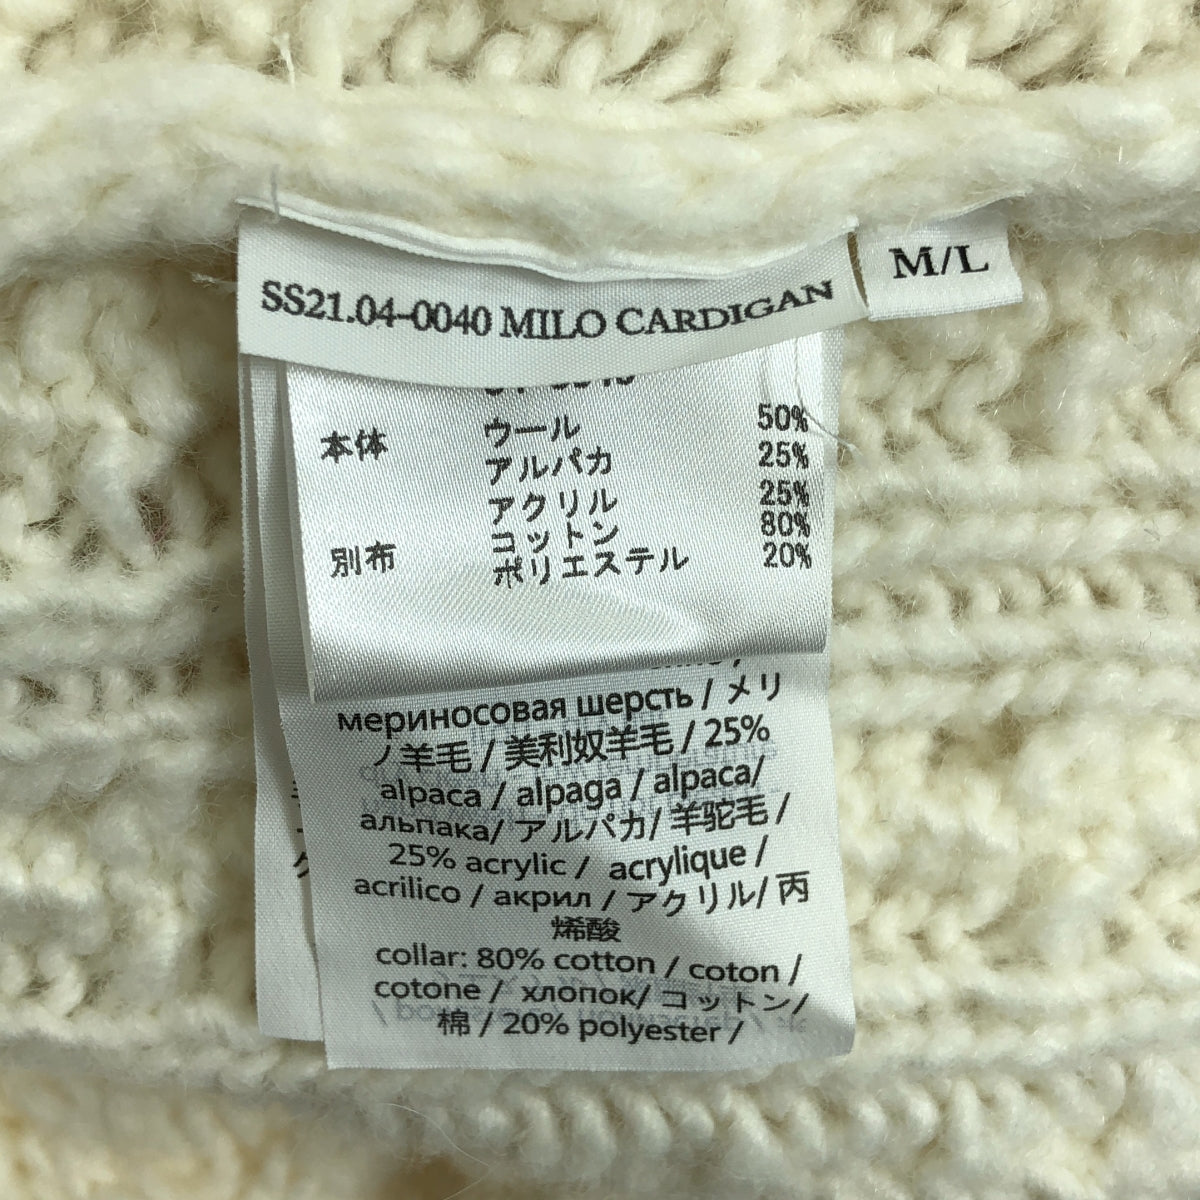 SS21.04-0040 MILO CARDIGAN
M/L
本体 ウール 50%
アルパカ 25%
アクリル 25%
別布 コットン 80%
ポリエステル 20%
мериносовая шерсть / メリ
ノ羊毛 / 美利奴羊毛 / 25%
alpaca / alpaga / alpaca/
альпака/ アルパカ/ 羊驼毛 /
25% acrylic / acrylique /
acrilico / акрил / アクリル/ 丙
烯酸
collar: 80% cotton / coton /
cotone / хлопок/ コットン/
棉 / 20% polyester /